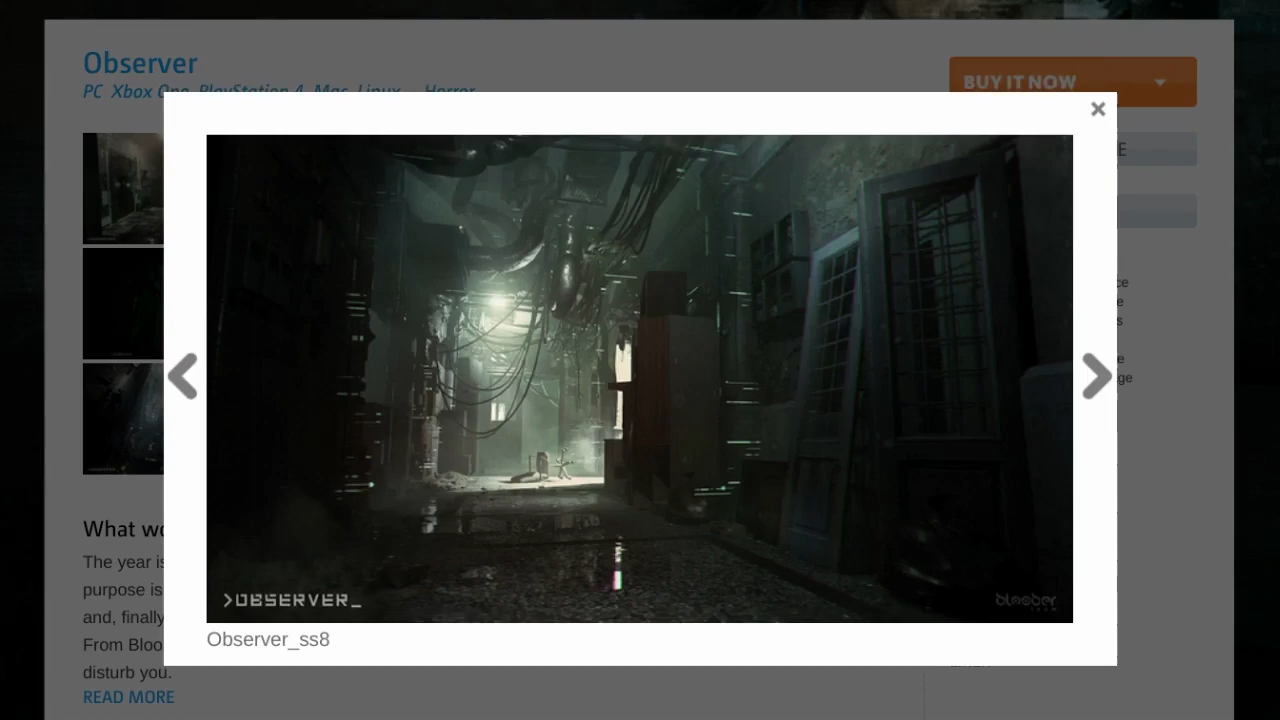 Observer
PC Xbox One PlayStation 4 Mac Linux Horror
BUY IT NOW
>OBSERVER_
bloober
TEAM
Observer_ss8
What wo
The year is
purpose is
and, finally
From Bloo
disturb you.
READ MORE